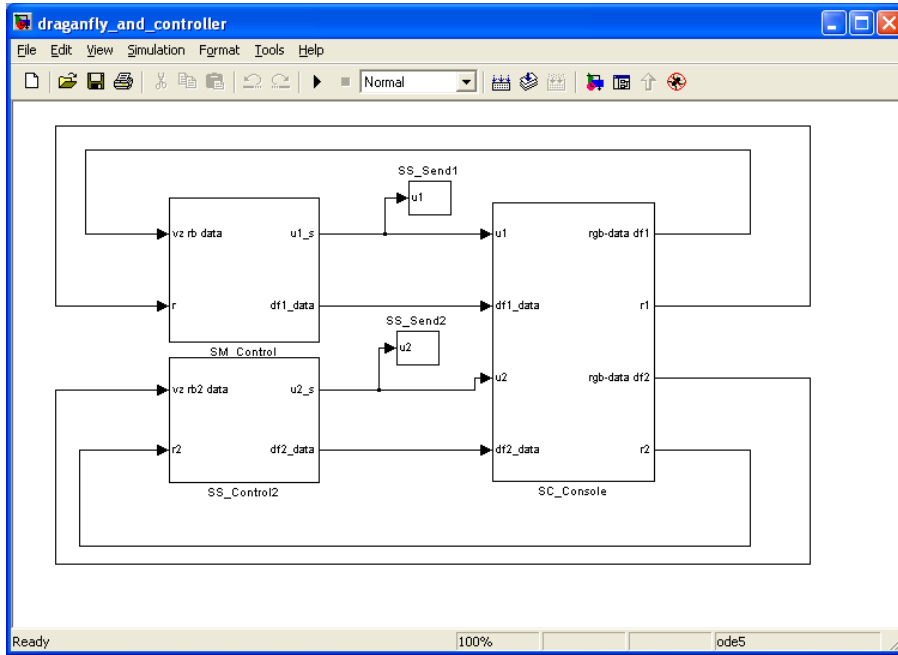 draganfly_and_controller
File Edit View Simulation Format Tools Help
Normal
SS_Send1
u1
vz rb data
u1_s
u1
rgb-data df1
r
df1_data
df1_data
r1
SS_Send2
u2
SM_Control
vz rb2 data
u2_s
u2
rgb-data df2
r2
df2_data
df2_data
r2
SS_Control2
SC_Console
Ready
100%
ode5